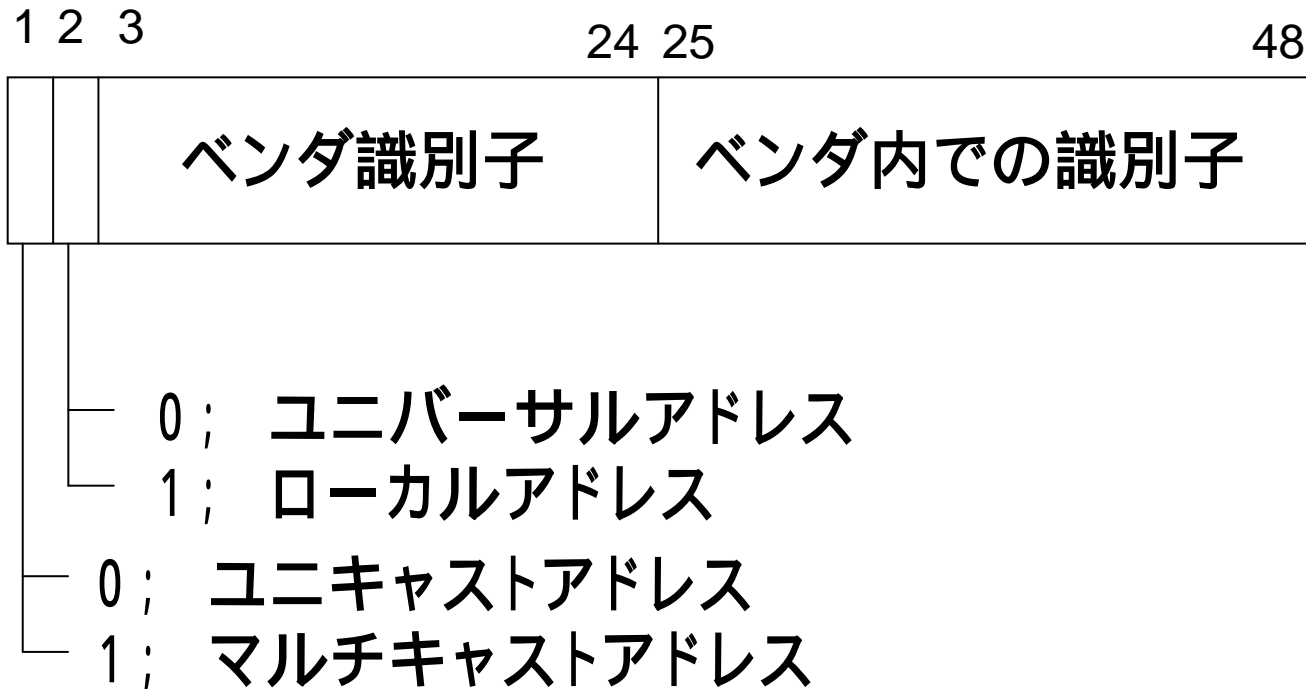 1 2 3 24 25 48
ベンダ識別子 ベンダ内での識別子
0; ユニバーサルアドレス
1; ローカルアドレス
0; ユニキャストアドレス
1; マルチキャストアドレス